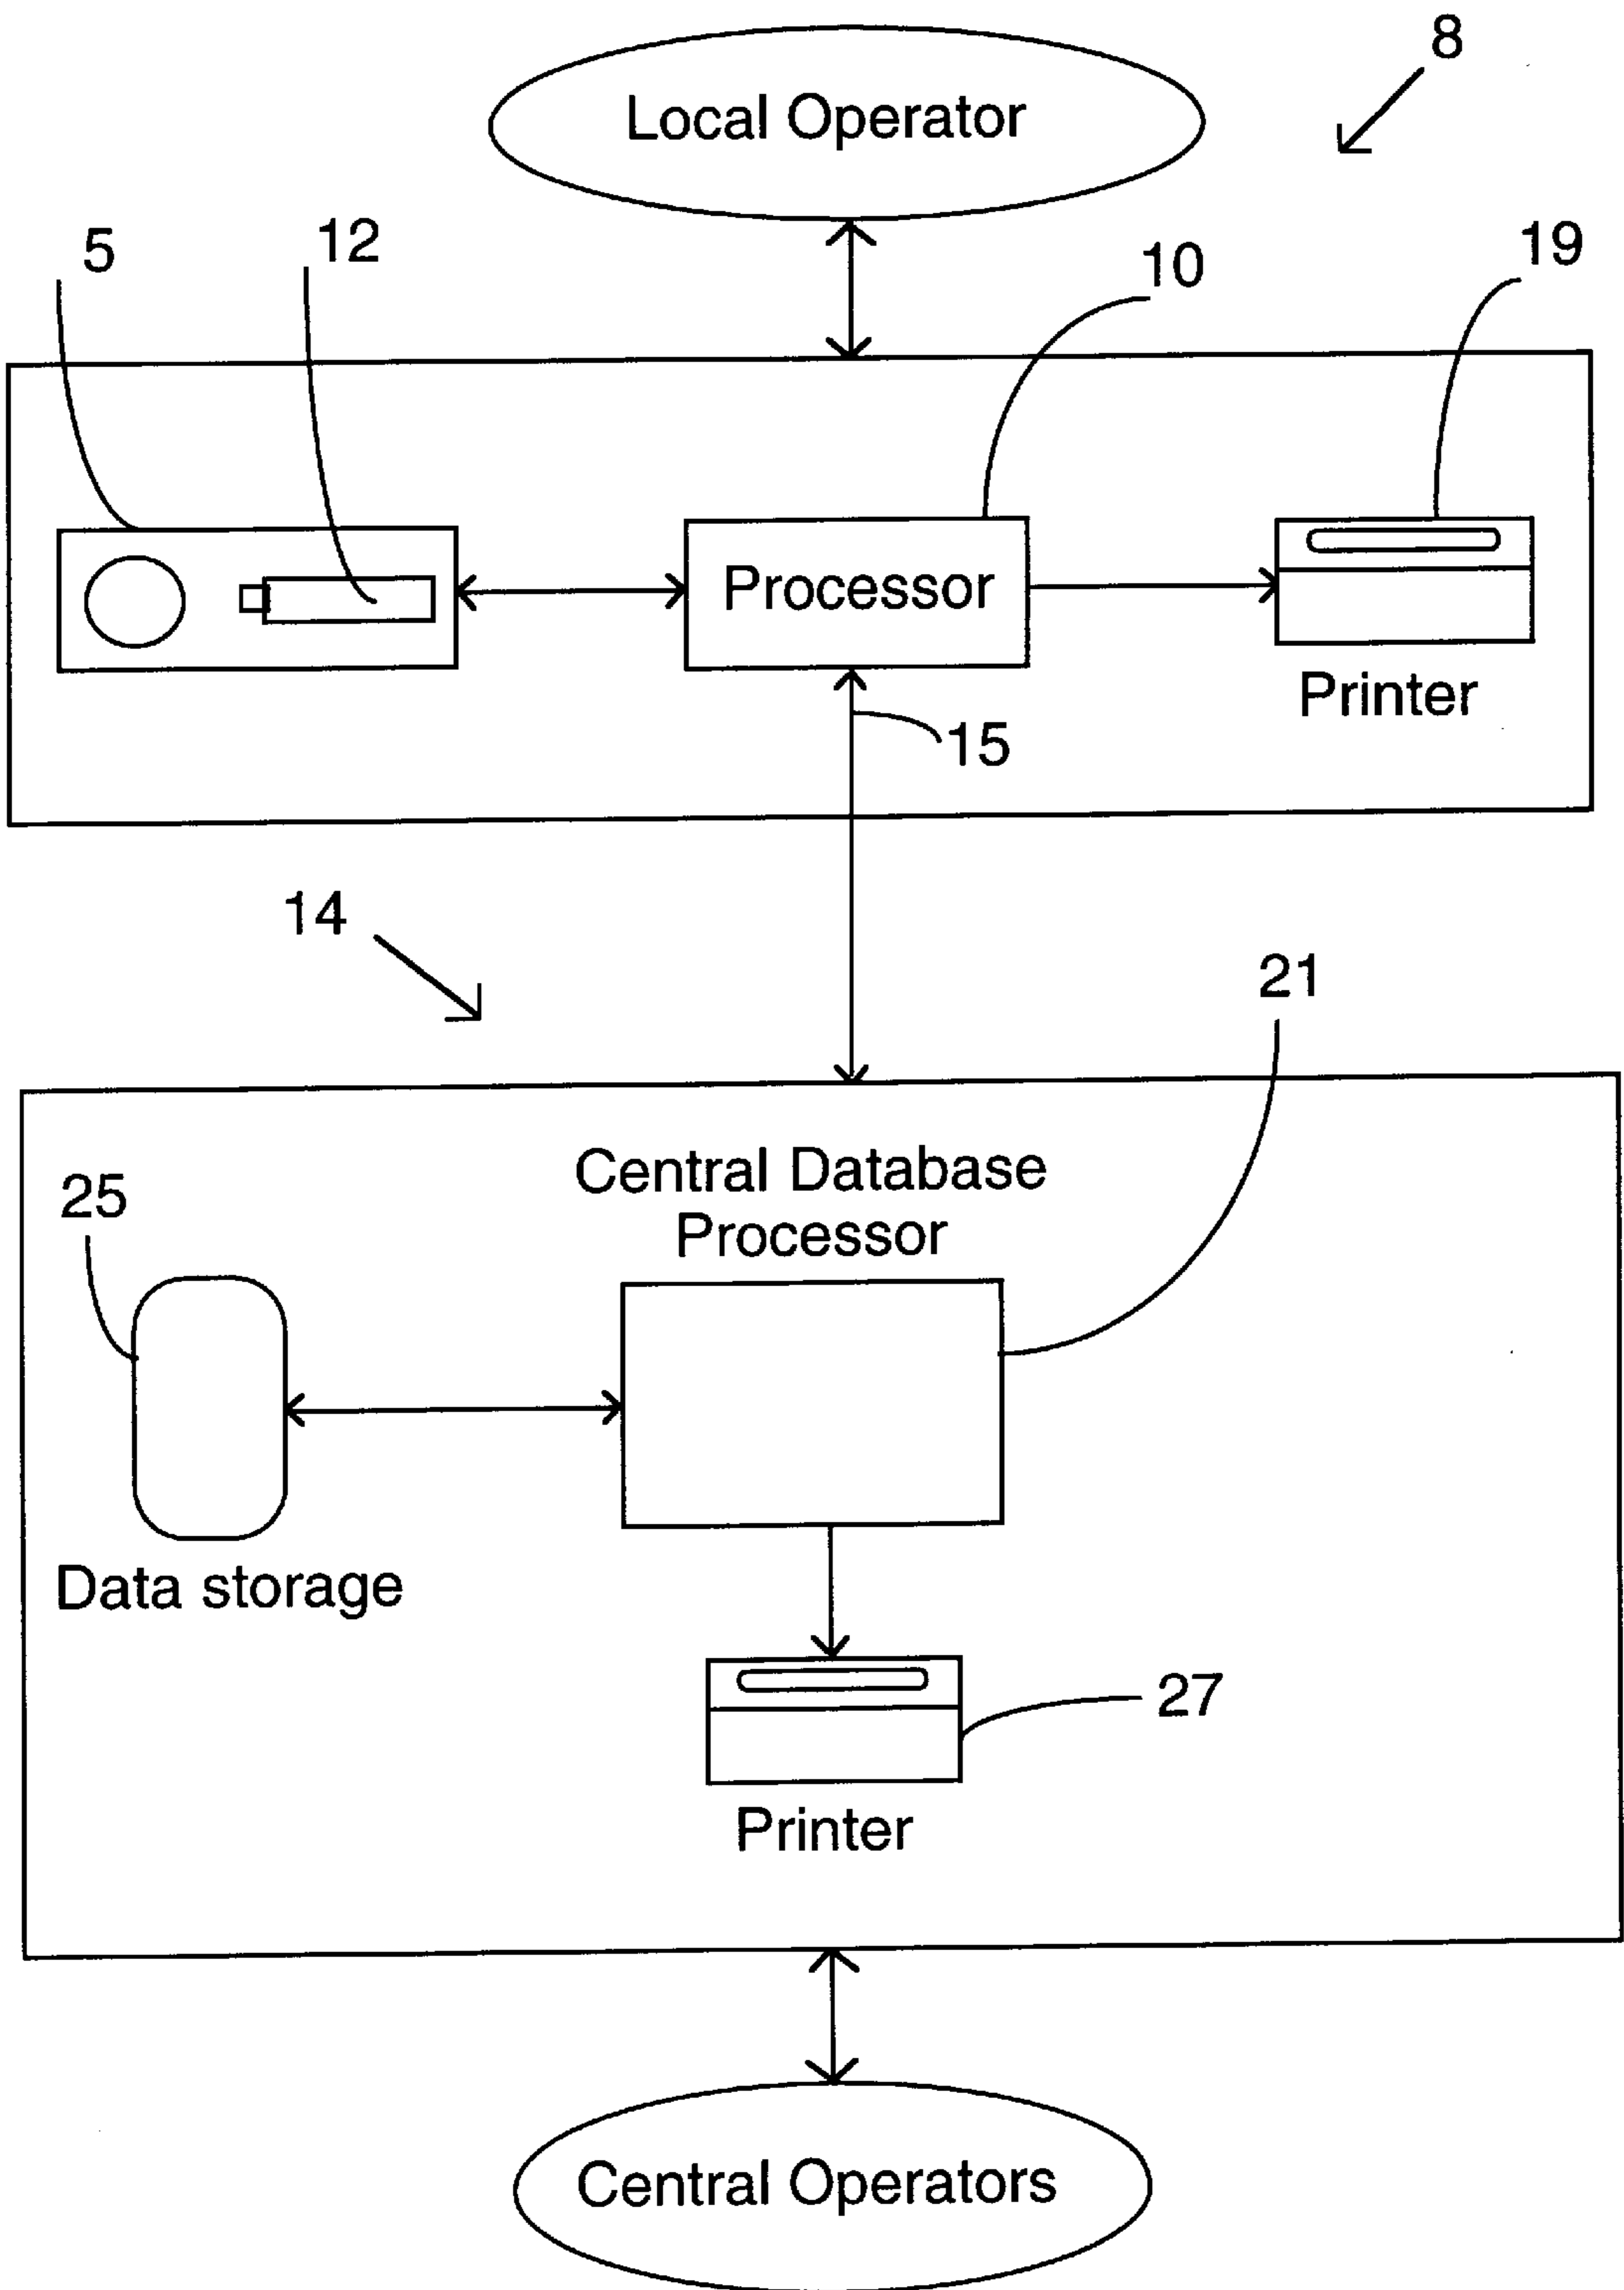 8
Local Operator
5
12
10
19
Processor
Printer
15
14
21
Central Database
Processor
25
Data storage
27
Printer
Central Operators